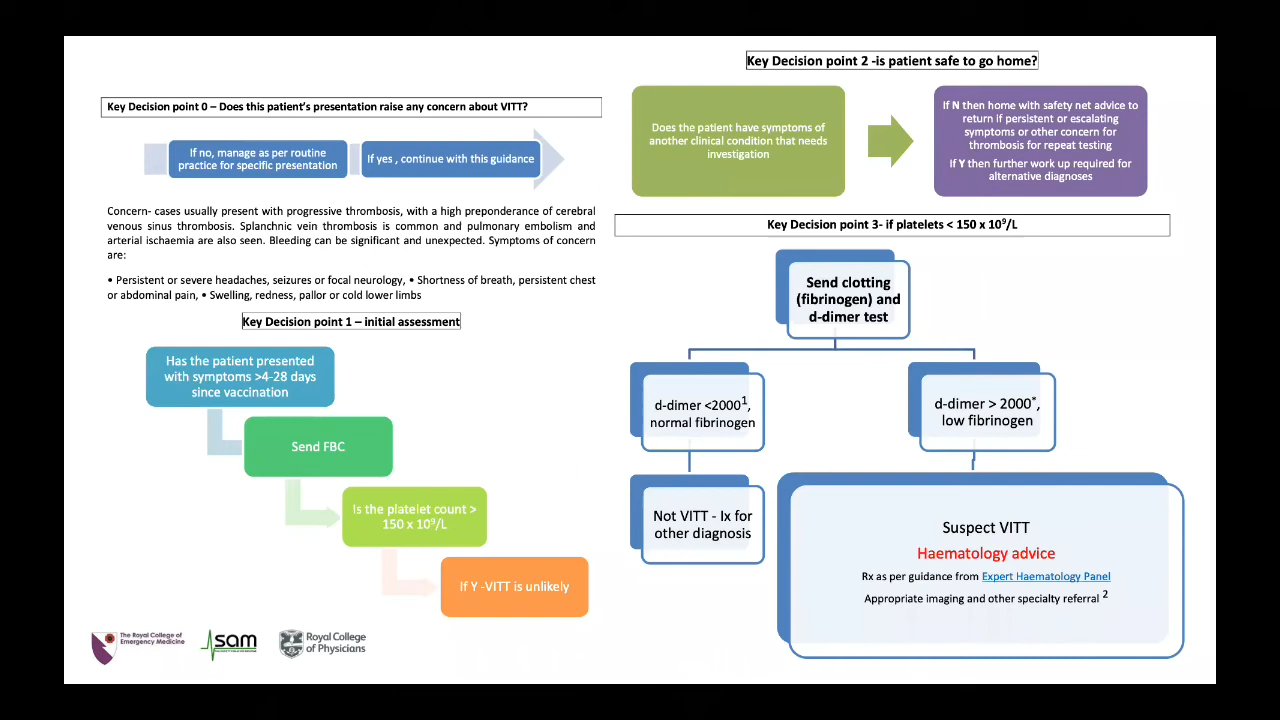 Key Decision point 0 – Does this patient's presentation raise any concern about VITT?
If no, manage as per routine
practice for specific presentation
If yes , continue with this guidance
Concern- cases usually present with progressive thrombosis, with a high preponderance of cerebral
venous sinus thrombosis. Splanchnic vein thrombosis is common and pulmonary embolism and
arterial ischaemia are also seen. Bleeding can be significant and unexpected. Symptoms of concern
are:
• Persistent or severe headaches, seizures or focal neurology, • Shortness of breath, persistent chest
or abdominal pain, • Swelling, redness, pallor or cold lower limbs
Key Decision point 1 – initial assessment
Has the patient presented
with symptoms >4-28 days
since vaccination
Send FBC
Is the platelet count >
150 x 10⁹/L
If Y -VITT is unlikely
The Royal College of
Emergency Medicine
sam
Royal College
of Physicians
Key Decision point 2 -is patient safe to go home?
Does the patient have symptoms of
another clinical condition that needs
investigation
If N then home with safety net advice to
return if persistent or escalating
symptoms or other concern for
thrombosis for repeat testing
If Y then further work up required for
alternative diagnoses
Key Decision point 3- if platelets < 150 x 10⁹/L
Send clotting
(fibrinogen) and
d-dimer test
d-dimer <2000¹,
normal fibrinogen
d-dimer > 2000*,
low fibrinogen
Not VITT - Ix for
other diagnosis
Suspect VITT
Haematology advice
Rx as per guidance from Expert Haematology Panel
Appropriate imaging and other specialty referral ²